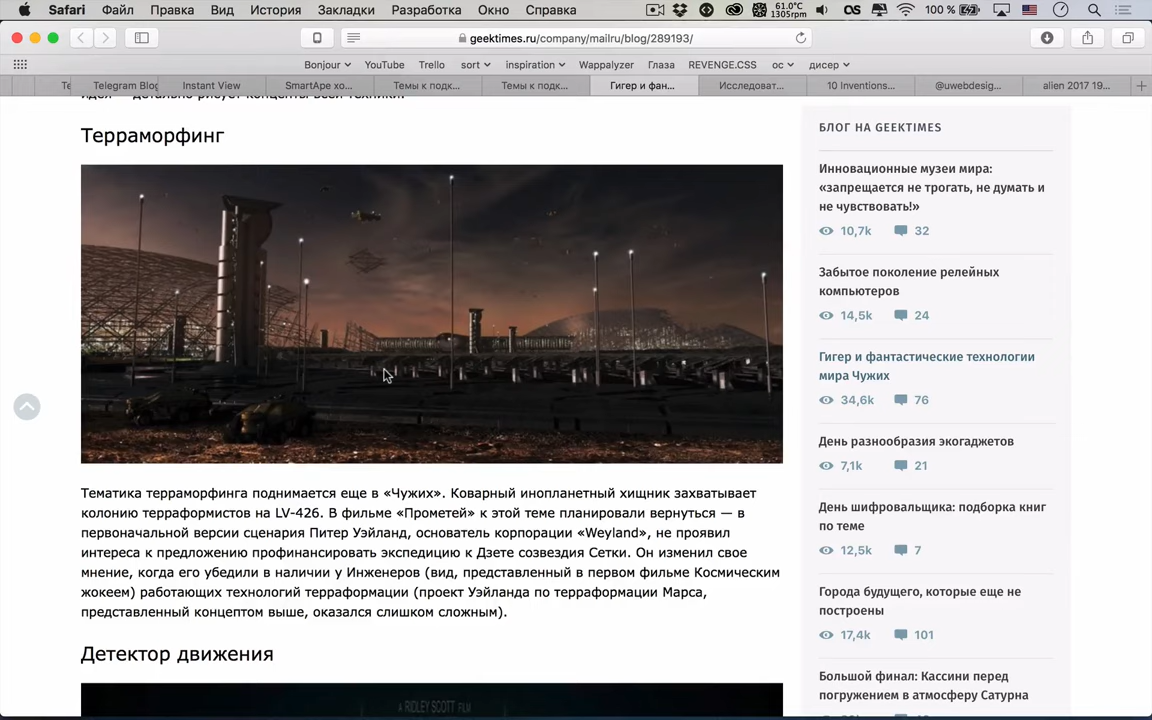 Safari Файл Правка Вид История Закладки Разработка Окно Справка
61.0°C
1305rpm
100 %
geektimes.ru/company/mailru/blog/289193/
Bonjour YouTube Trello sort inspiration Wappalyzer Глаза REVENGE.CSS ос дисер
Те Telegram Blog Instant View SmartApe хо... Темы к подк... Темы к подк... Гигер и фан... Исследоват... 10 Inventions... @uwebdesig... alien 2017 19...
Терраморфинг
Тематика терраморфинга поднимается еще в «Чужих». Коварный инопланетный хищник захватывает
колонию терраформистов на LV-426. В фильме «Прометей» к этой теме планировали вернуться — в
первоначальной версии сценария Питер Уэйланд, основатель корпорации «Weyland», не проявил
интереса к предложению профинансировать экспедицию к Дзете созвездия Сетки. Он изменил свое
мнение, когда его убедили в наличии у Инженеров (вид, представленный в первом фильме Космическим
жокеем) работающих технологий терраформации (проект Уэйланда по терраформации Марса,
представленный концептом выше, оказался слишком сложным).
Детектор движения
A RIDLEY SCOTT FILM
БЛОГ НА GEEKTIMES
Инновационные музеи мира:
«запрещается не трогать, не думать и
не чувствовать!»
10,7k 32
Забытое поколение релейных
компьютеров
14,5k 24
Гигер и фантастические технологии
мира Чужих
34,6k 76
День разнообразия экогаджетов
7,1k 21
День шифровальщика: подборка книг
по теме
12,5k 7
Города будущего, которые еще не
построены
17,4k 101
Большой финал: Кассини перед
погружением в атмосферу Сатурна